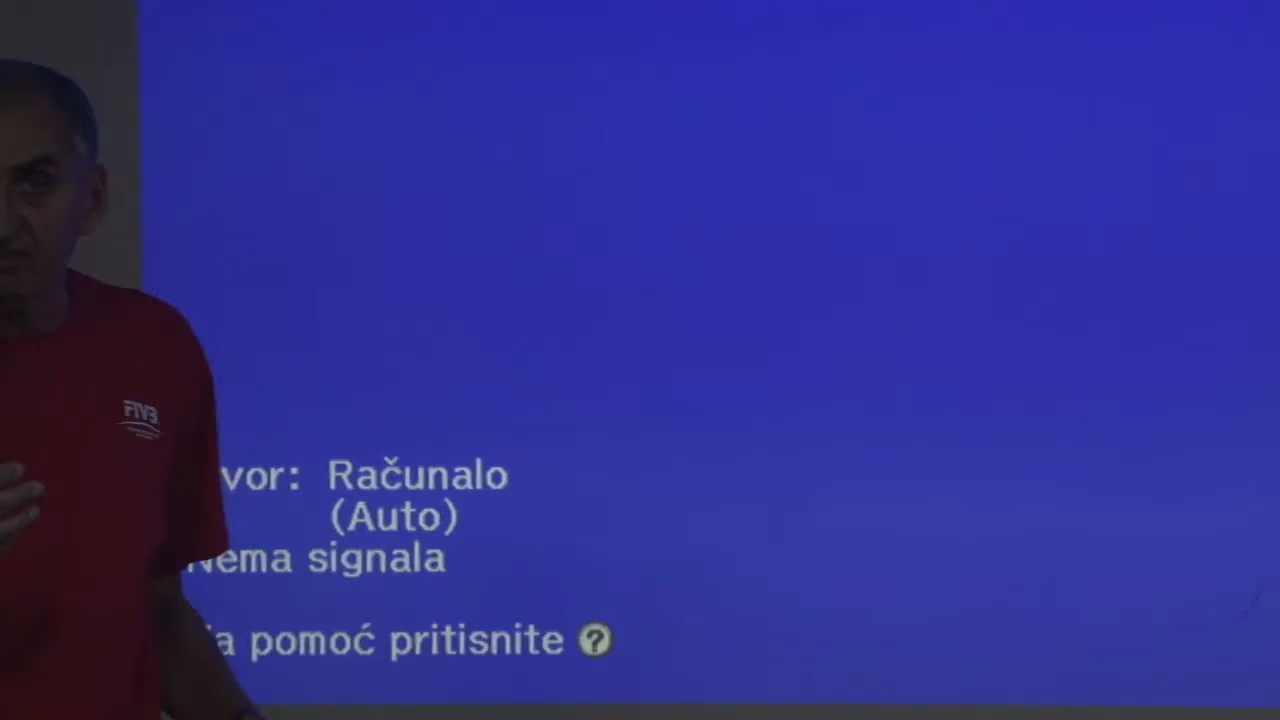 FIVB
vor: Računalo
(Auto)
Nema signala
a pomoć pritisnite ?